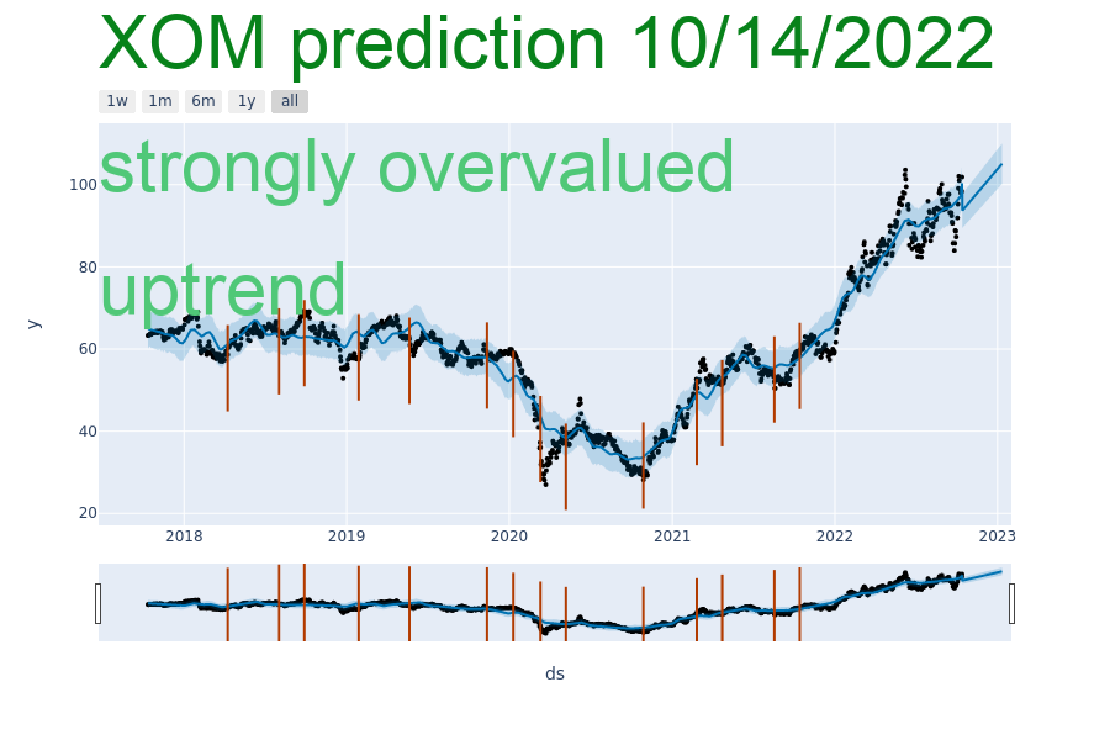 XOM prediction 10/14/2022
1w 1m 6m 1y all
strongly overvalued
uptrend
100
80
60
40
20
y
2018 2019 2020 2021 2022 2023
ds